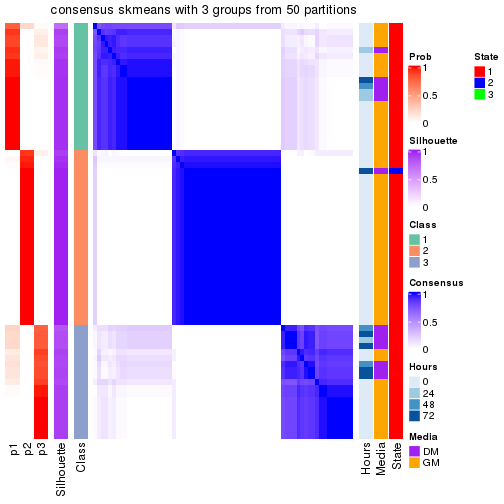 consensus skmeans with 3 groups from 50 partitions
Prob
1
0.5
0
State
1
2
3
Silhouette
1
0.5
0
Class
1
2
3
Consensus
1
0.5
0
Hours
0
24
48
72
Media
DM
GM
p1
p2
p3
Silhouette
Class
Hours
Media
State